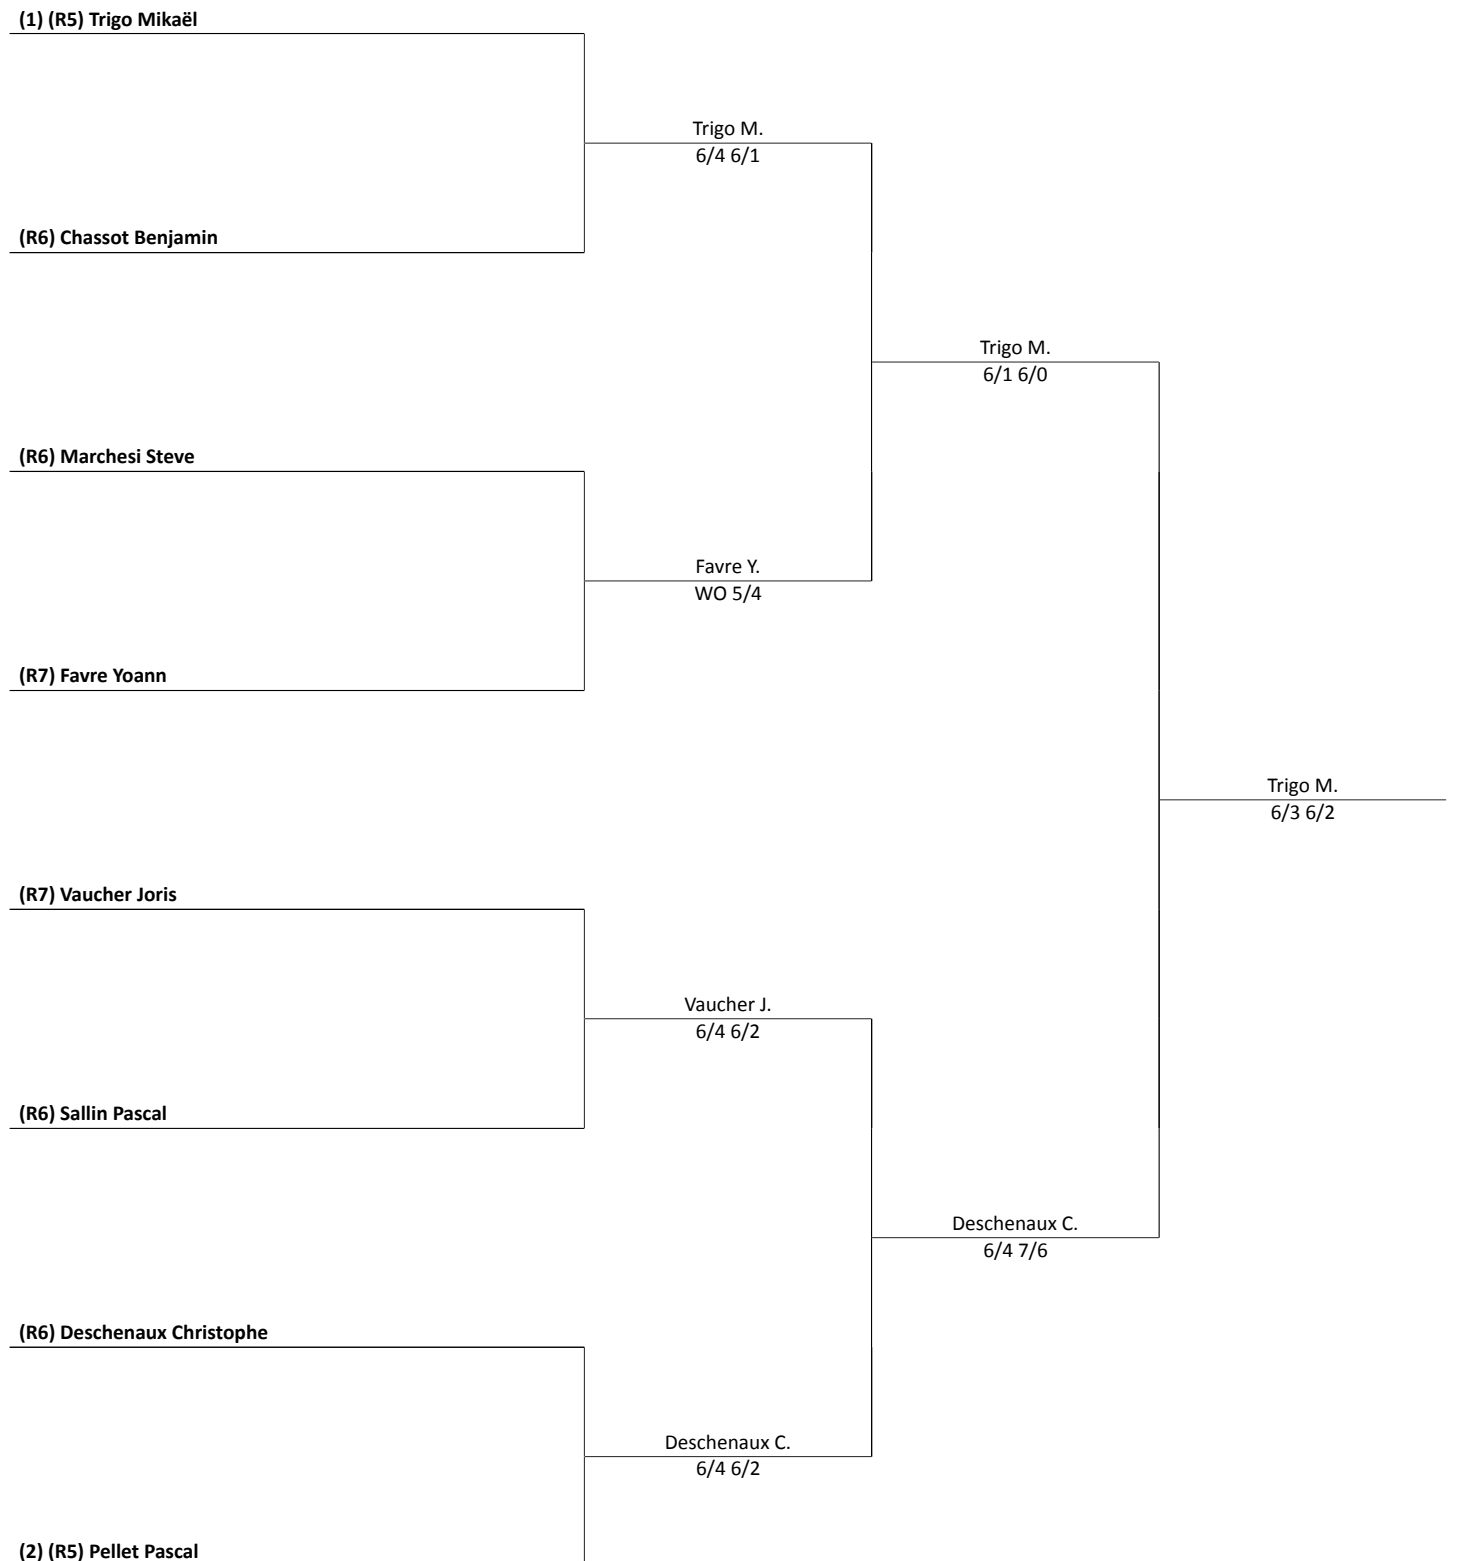 (1) (R5) Trigo Mikaël
Trigo M.
6/4 6/1
(R6) Chassot Benjamin
Trigo M.
6/1 6/0
(R6) Marchesi Steve
Favre Y.
WO 5/4
(R7) Favre Yoann
Trigo M.
6/3 6/2
(R7) Vaucher Joris
Vaucher J.
6/4 6/2
(R6) Sallin Pascal
Deschenaux C.
6/4 7/6
(R6) Deschenaux Christophe
Deschenaux C.
6/4 6/2
(2) (R5) Pellet Pascal